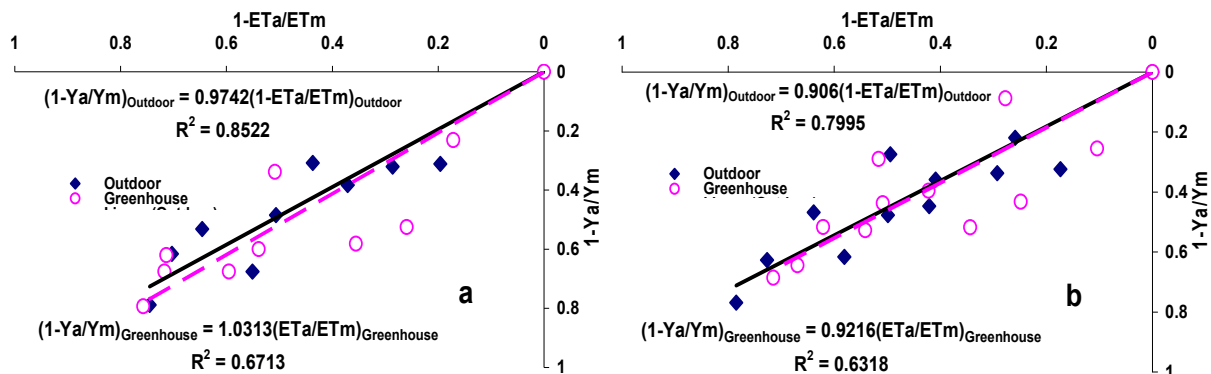 1-ETa/ETm
1 0.8 0.6 0.4 0.2 0
0
0.2
0.4
0.6
0.8
1
1-Ya/Ym
(1-Ya/Ym)Outdoor = 0.9742(1-ETa/ETm)Outdoor
R² = 0.8522
Outdoor
Greenhouse
a
(1-Ya/Ym)Greenhouse = 1.0313(ETa/ETm)Greenhouse
R² = 0.6713
1-ETa/ETm
1 0.8 0.6 0.4 0.2 0
0
0.2
0.4
0.6
0.8
1
1-Ya/Ym
(1-Ya/Ym)Outdoor = 0.906(1-ETa/ETm)Outdoor
R² = 0.7995
Outdoor
Greenhouse
b
(1-Ya/Ym)Greenhouse = 0.9216(ETa/ETm)Greenhouse
R² = 0.6318